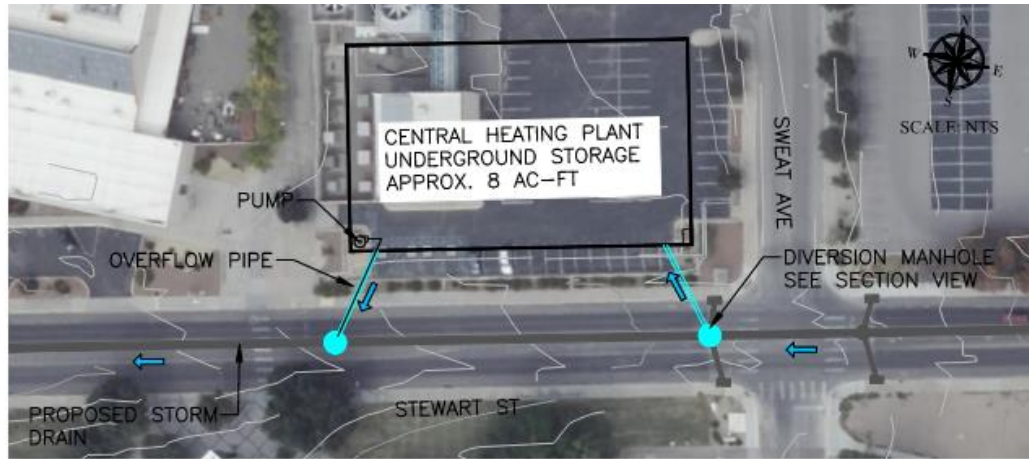 N
W
E
S
SCALE: NTS
CENTRAL HEATING PLANT
UNDERGROUND STORAGE
APPROX. 8 AC-FT
SWEAT AVE
PUMP
OVERFLOW PIPE
DIVERSION MANHOLE
SEE SECTION VIEW
PROPOSED STORM
DRAIN
STEWART ST